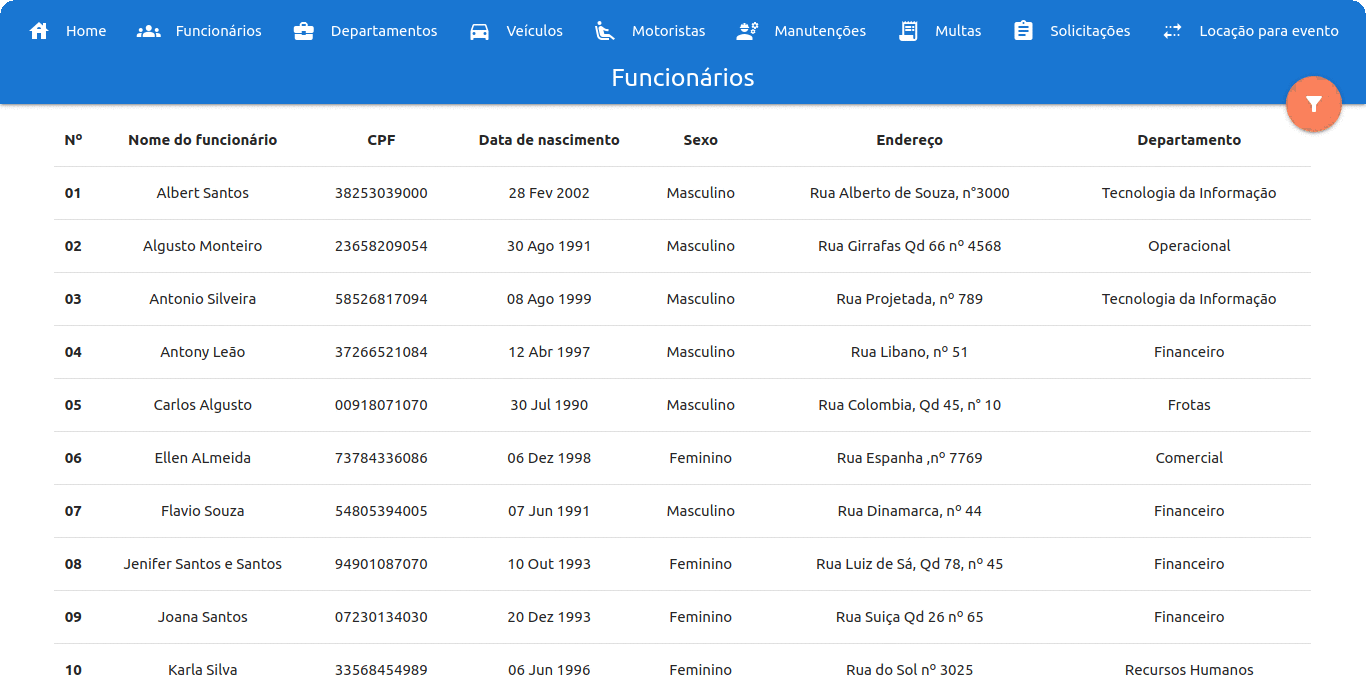 Home Funcionários Departamentos Veículos Motoristas Manutenções Multas Solicitações Locação para evento
Funcionários
Nº Nome do funcionário CPF Data de nascimento Sexo Endereço Departamento
01 Albert Santos 38253039000 28 Fev 2002 Masculino Rua Alberto de Souza, n°3000 Tecnologia da Informação
02 Algusto Monteiro 23658209054 30 Ago 1991 Masculino Rua Girrafas Qd 66 nº 4568 Operacional
03 Antonio Silveira 58526817094 08 Ago 1999 Masculino Rua Projetada, nº 789 Tecnologia da Informação
04 Antony Leão 37266521084 12 Abr 1997 Masculino Rua Libano, nº 51 Financeiro
05 Carlos Algusto 00918071070 30 Jul 1990 Masculino Rua Colombia, Qd 45, n° 10 Frotas
06 Ellen ALmeida 73784336086 06 Dez 1998 Feminino Rua Espanha ,nº 7769 Comercial
07 Flavio Souza 54805394005 07 Jun 1991 Masculino Rua Dinamarca, nº 44 Financeiro
08 Jenifer Santos e Santos 94901087070 10 Out 1993 Feminino Rua Luiz de Sá, Qd 78, nº 45 Financeiro
09 Joana Santos 07230134030 20 Dez 1993 Feminino Rua Suiça Qd 26 nº 65 Financeiro
10 Karla Silva 33568454989 06 Jun 1996 Feminino Rua do Sol nº 3025 Recursos Humanos